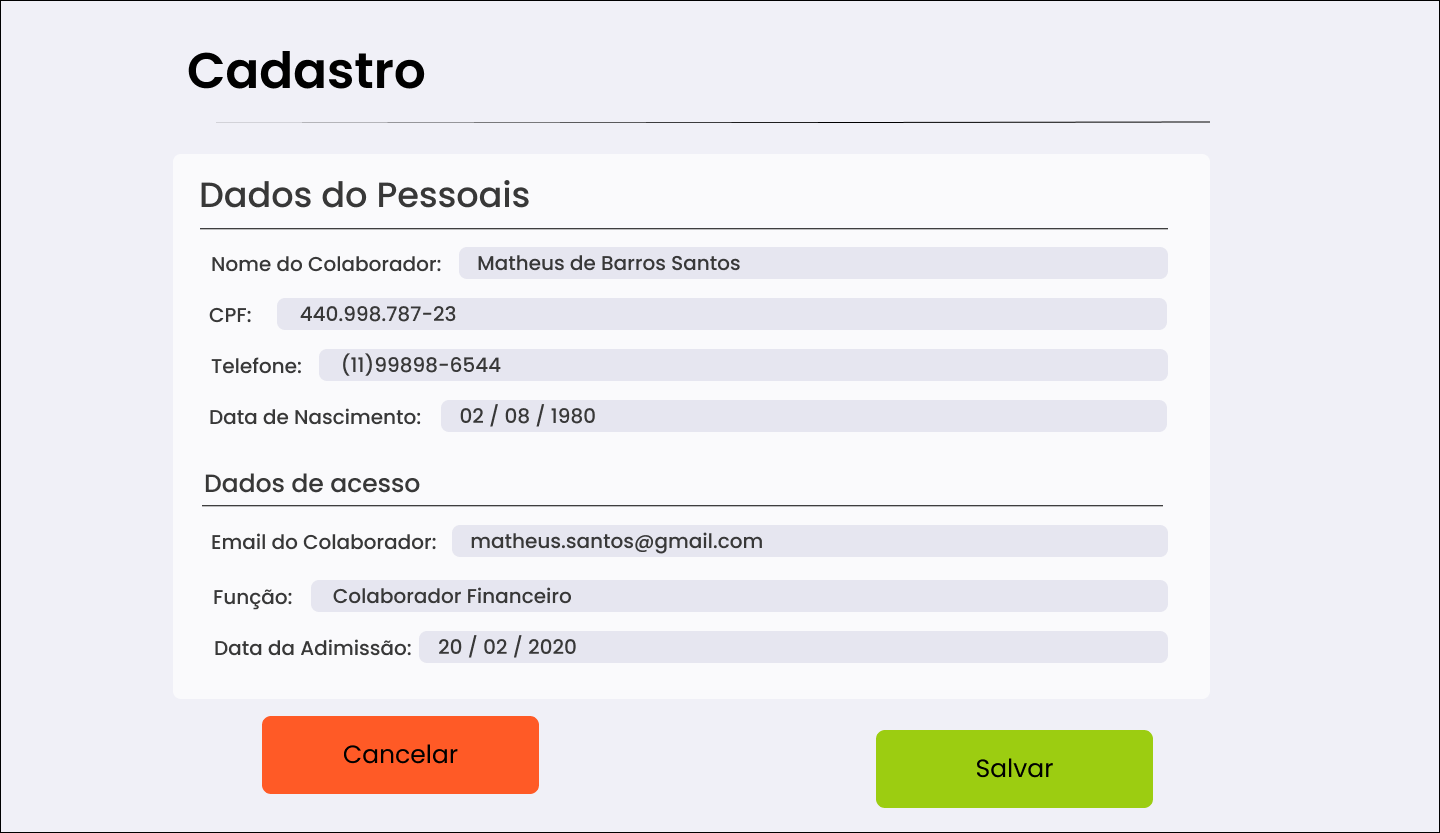 Cadastro
Dados do Pessoais
Nome do Colaborador: Matheus de Barros Santos
CPF: 440.998.787-23
Telefone: (11)99898-6544
Data de Nascimento: 02 / 08 / 1980
Dados de acesso
Email do Colaborador: matheus.santos@gmail.com
Função: Colaborador Financeiro
Data da Adimissão: 20 / 02 / 2020
Cancelar
Salvar